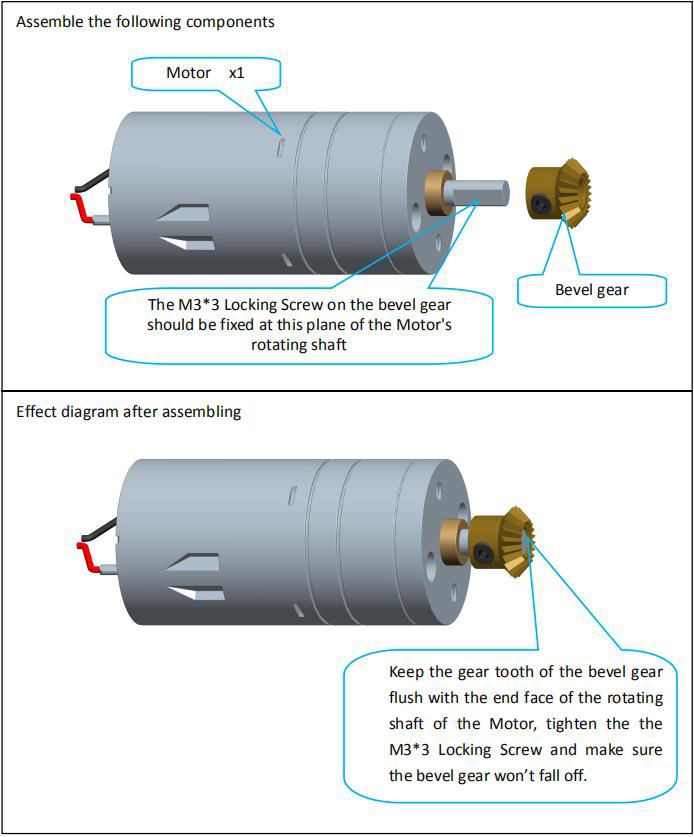 Assemble the following components
Motor x1
Bevel gear
The M3*3 Locking Screw on the bevel gear
should be fixed at this plane of the Motor's
rotating shaft
Effect diagram after assembling
Keep the gear tooth of the bevel gear
flush with the end face of the rotating
shaft of the Motor, tighten the the
M3*3 Locking Screw and make sure
the bevel gear won’t fall off.